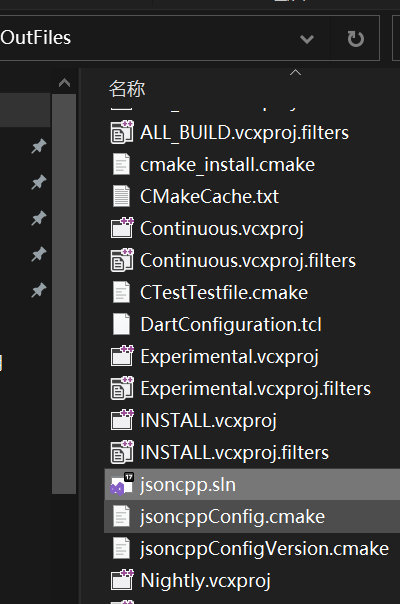 OutFiles
名称
ALL_BUILD.vcxproj.filters
cmake_install.cmake
CMakeCache.txt
Continuous.vcxproj
Continuous.vcxproj.filters
CTestTestfile.cmake
DartConfiguration.tcl
Experimental.vcxproj
Experimental.vcxproj.filters
INSTALL.vcxproj
INSTALL.vcxproj.filters
17
jsoncpp.sln
jsoncppConfig.cmake
jsoncppConfigVersion.cmake
Nightly.vcxproj